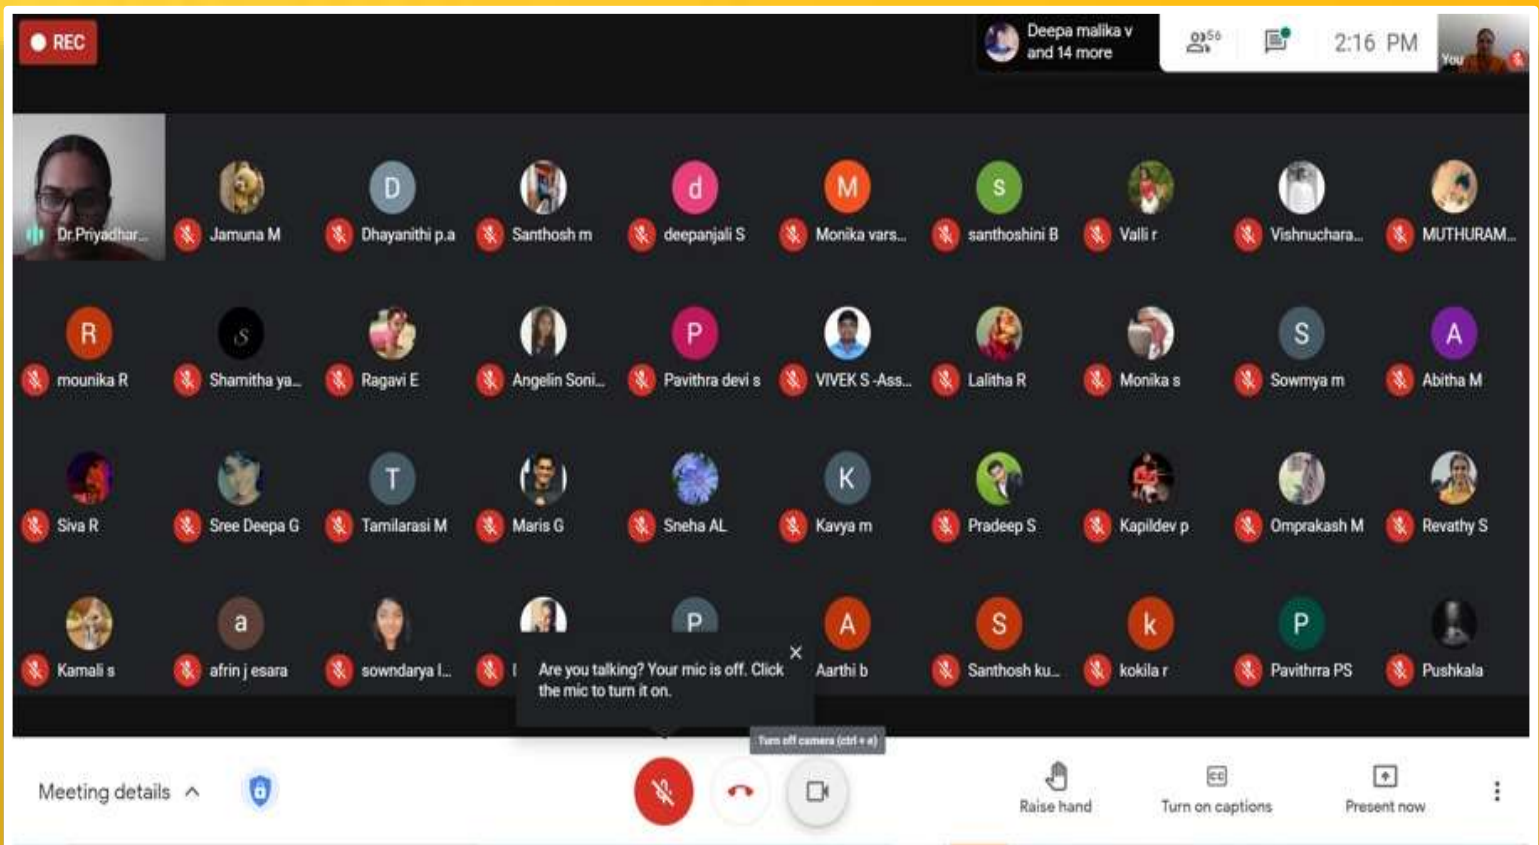 REC
Deepa malika v
and 14 more
56
2:16 PM
You
Dr.Priyadhar...
Jamuna M
D
Dhayanithi p.a
Santhosh m
d
deepanjali S
M
Monika vars...
s
santhoshini B
Valli r
Vishnuchara...
MUTHURAM...
R
mounika R
S
Shamitha ya...
Ragavi E
Angelin Soni...
P
Pavithra devi s
VIVEK S -Ass...
Lalitha R
Monika s
S
Sowmya m
A
Abitha M
Siva R
Sree Deepa G
T
Tamilarasi M
Maris G
Sneha AL
K
Kavya m
Pradeep S
Kapildev p
Omprakash M
Revathy S
Kamali s
a
afrin j esara
sowndarya l...
P
A
Aarthi b
S
Santhosh ku...
k
kokila r
P
Pavithrra PS
Pushkala
Are you talking? Your mic is off. Click
the mic to turn it on.
Turn off camera (ctrl + e)
Meeting details
Raise hand
CC
Turn on captions
Present now